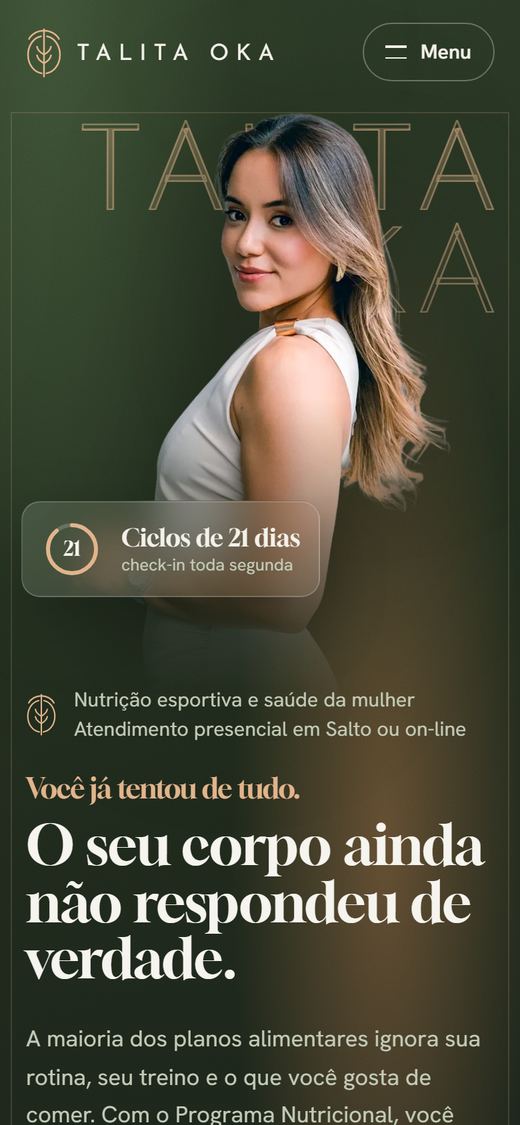 TALITA OKA
Menu
TALITA
OKA
21
Ciclos de 21 dias
check-in toda segunda
Nutrição esportiva e saúde da mulher
Atendimento presencial em Salto ou on-line
Você já tentou de tudo.
O seu corpo ainda
não respondeu de
verdade.
A maioria dos planos alimentares ignora sua
rotina, seu treino e o que você gosta de
comer. Com o Programa Nutricional, você